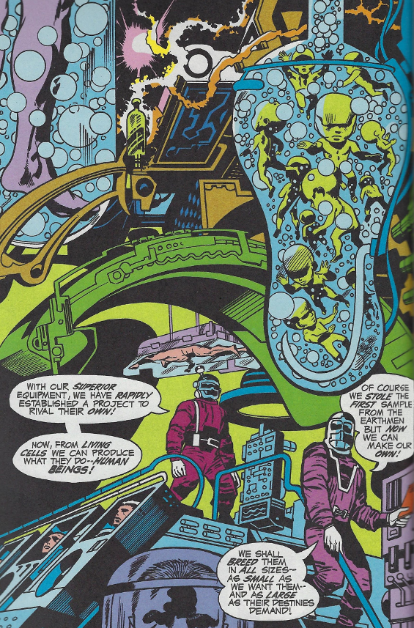 WITH OUR SUPERIOR
EQUIPMENT, WE HAVE RAPIDLY
ESTABLISHED A PROJECT TO
RIVAL THEIR OWN!
NOW, FROM LIVING
CELLS WE CAN PRODUCE
WHAT THEY DO--HUMAN
BEINGS!
OF COURSE
WE STOLE THE
FIRST SAMPLE
FROM THE
EARTHMEN
BUT NOW
WE CAN
MAKE OUR
OWN!
WE SHALL
BREED THEM
IN ALL SIZES--
AS SMALL AS
WE WANT THEM--
AND AS LARGE
AS THEIR DESTINIES
DEMAND!